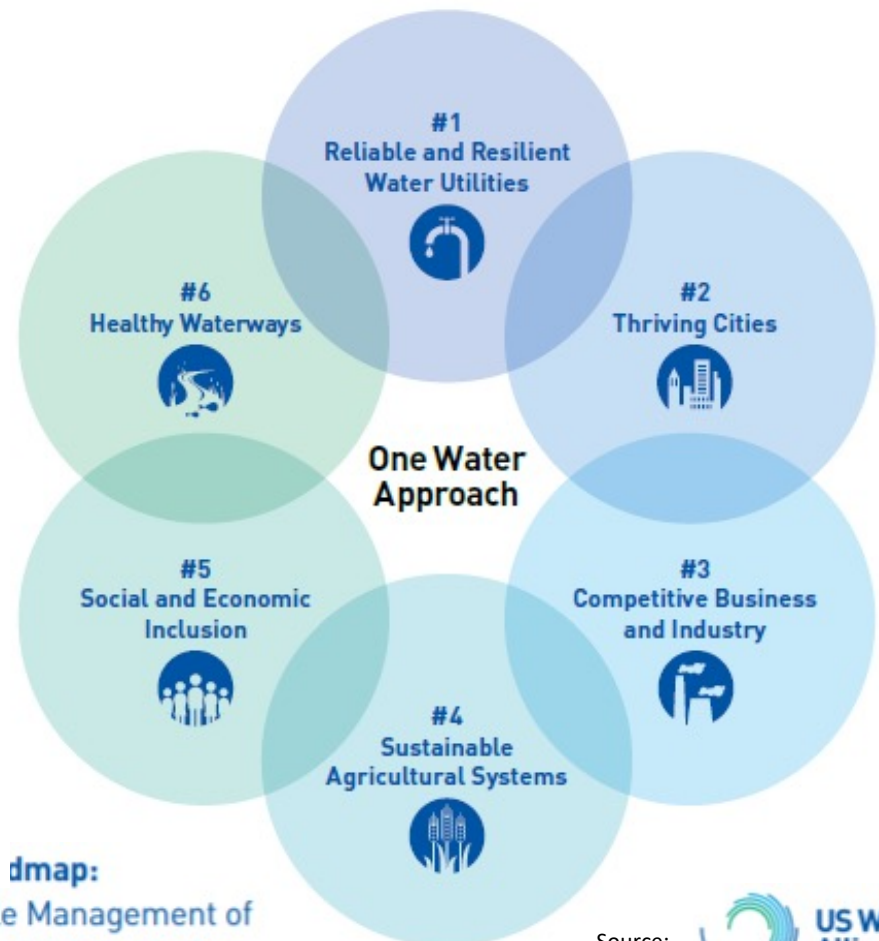 #1
Reliable and Resilient
Water Utilities
#2
Thriving Cities
#3
Competitive Business
and Industry
#4
Sustainable
Agricultural Systems
#5
Social and Economic
Inclusion
#6
Healthy Waterways
One Water
Approach
dmap:
e Management of
Source:
US W